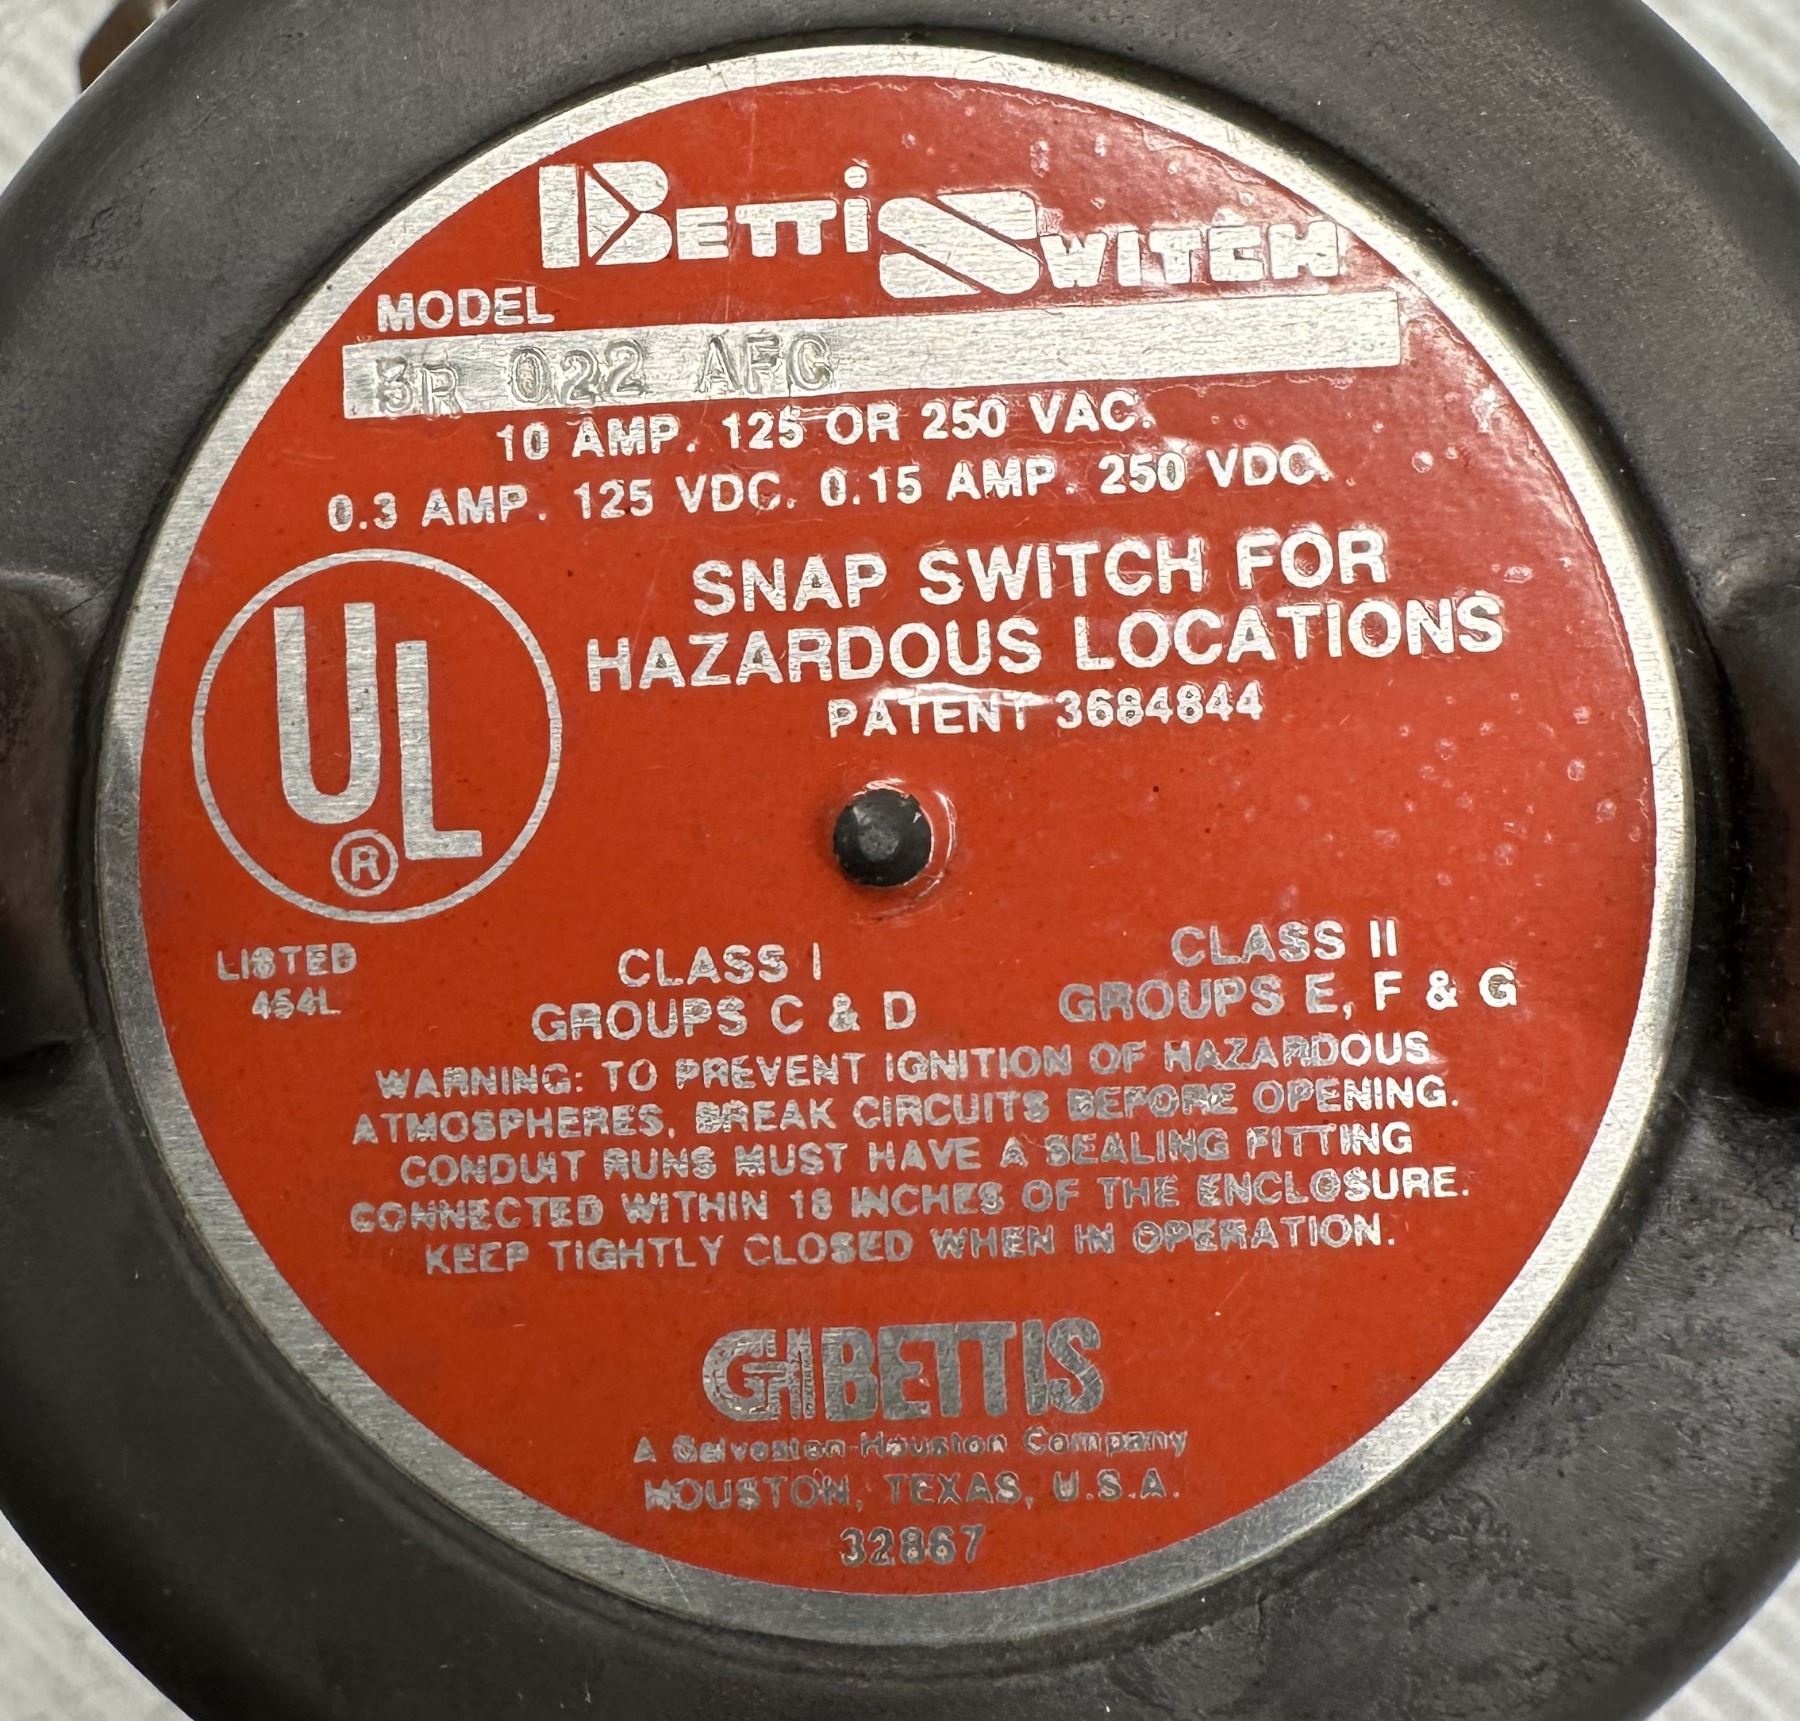 BETTISWITCH
MODEL
3R 022 AFC
10 AMP. 125 OR 250 VAC.
0.3 AMP. 125 VDC. 0.15 AMP. 250 VDC.
SNAP SWITCH FOR
HAZARDOUS LOCATIONS
PATENT 3684844
UL
®
LISTED
454L
CLASS I
GROUPS C & D
CLASS II
GROUPS E, F & G
WARNING: TO PREVENT IGNITION OF HAZARDOUS
ATMOSPHERES, BREAK CIRCUITS BEFORE OPENING.
CONDUIT RUNS MUST HAVE A SEALING FITTING
CONNECTED WITHIN 18 INCHES OF THE ENCLOSURE.
KEEP TIGHTLY CLOSED WHEN IN OPERATION.
GH BETTIS
A Galveston-Houston Company
HOUSTON, TEXAS, U.S.A.
32867